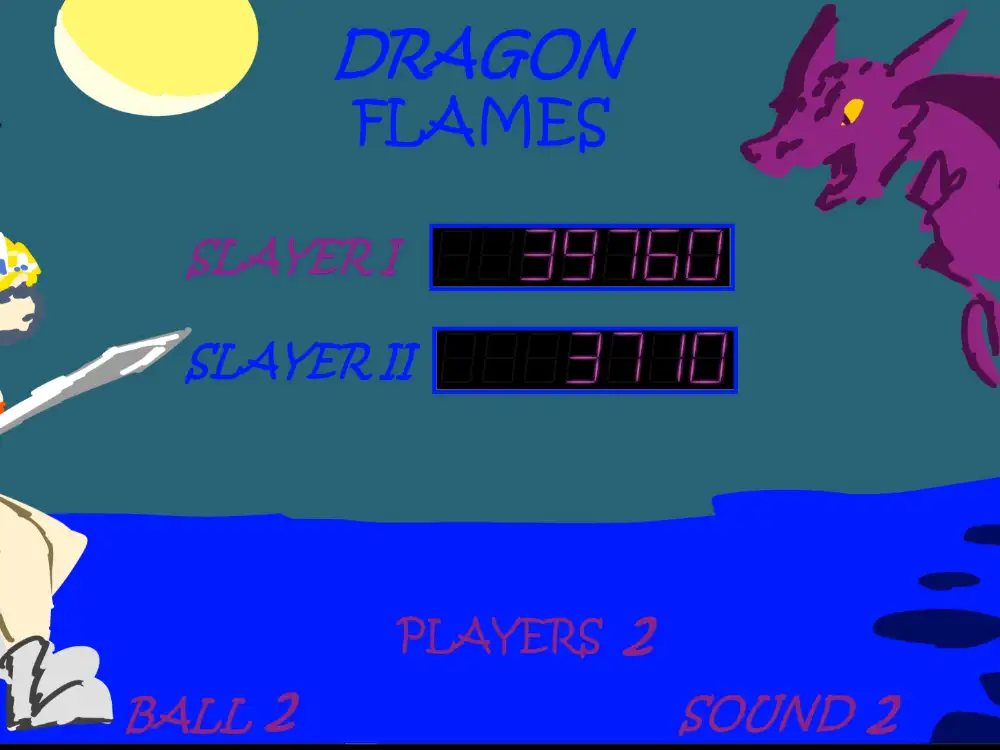 DRAGON
FLAMES
SLAYER I 39760
SLAYER II 3710
PLAYERS 2
BALL 2 SOUND 2